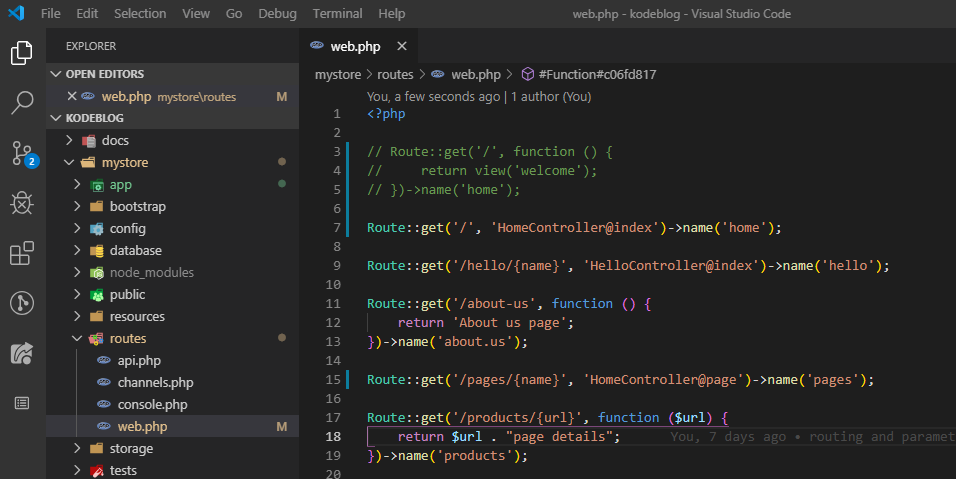 File Edit Selection View Go Debug Terminal Help web.php - kodeblog - Visual Studio Code
EXPLORER
OPEN EDITORS
web.php mystore\routes M
KODEBLOG
docs
mystore
app
bootstrap
config
database
node_modules
public
resources
routes
api.php
channels.php
console.php
web.php M
storage
tests
2
web.php
mystore > routes > web.php > #Function#c06fd817
You, a few seconds ago | 1 author (You)
1 <?php
2
3 // Route::get('/', function () {
4 //     return view('welcome');
5 // })->name('home');
6
7 Route::get('/', 'HomeController@index')->name('home');
8
9 Route::get('/hello/{name}', 'HelloController@index')->name('hello');
10
11 Route::get('/about-us', function () {
12     return 'About us page';
13 })->name('about.us');
14
15 Route::get('/pages/{name}', 'HomeController@page')->name('pages');
16
17 Route::get('/products/{url}', function ($url) {
18     return $url . "page details"; You, 7 days ago • routing and paramet
19 })->name('products');
20